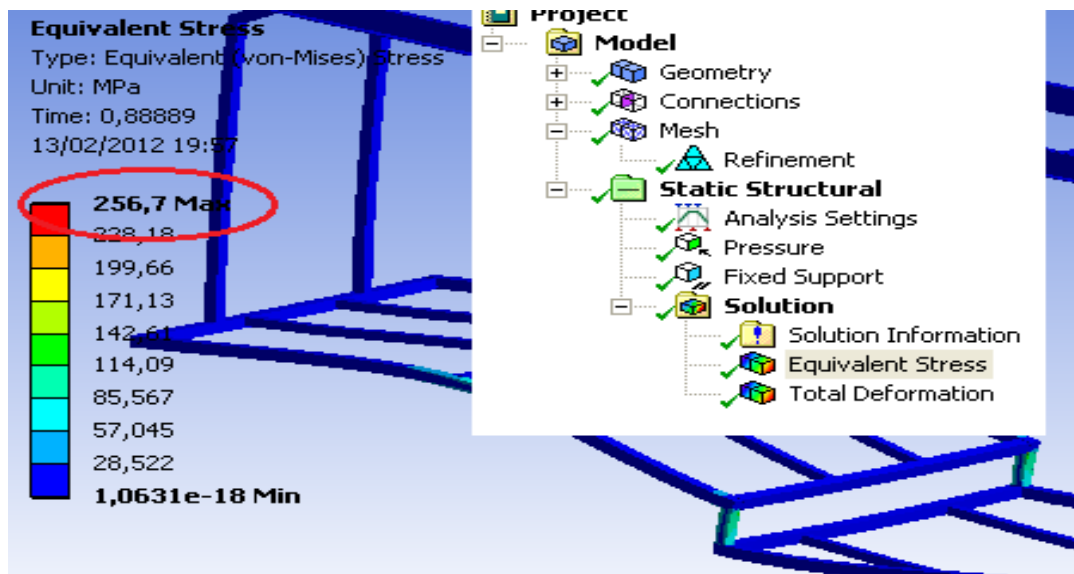 Equivalent Stress
Type: Equivalent (von-Mises) Stress
Unit: MPa
Time: 0,88889
13/02/2012 19:57
256,7 Max
228,18
199,66
171,13
142,61
114,09
85,567
57,045
28,522
1,0631e-18 Min
Project
Model
Geometry
Connections
Mesh
Refinement
Static Structural
Analysis Settings
Pressure
Fixed Support
Solution
Solution Information
Equivalent Stress
Total Deformation